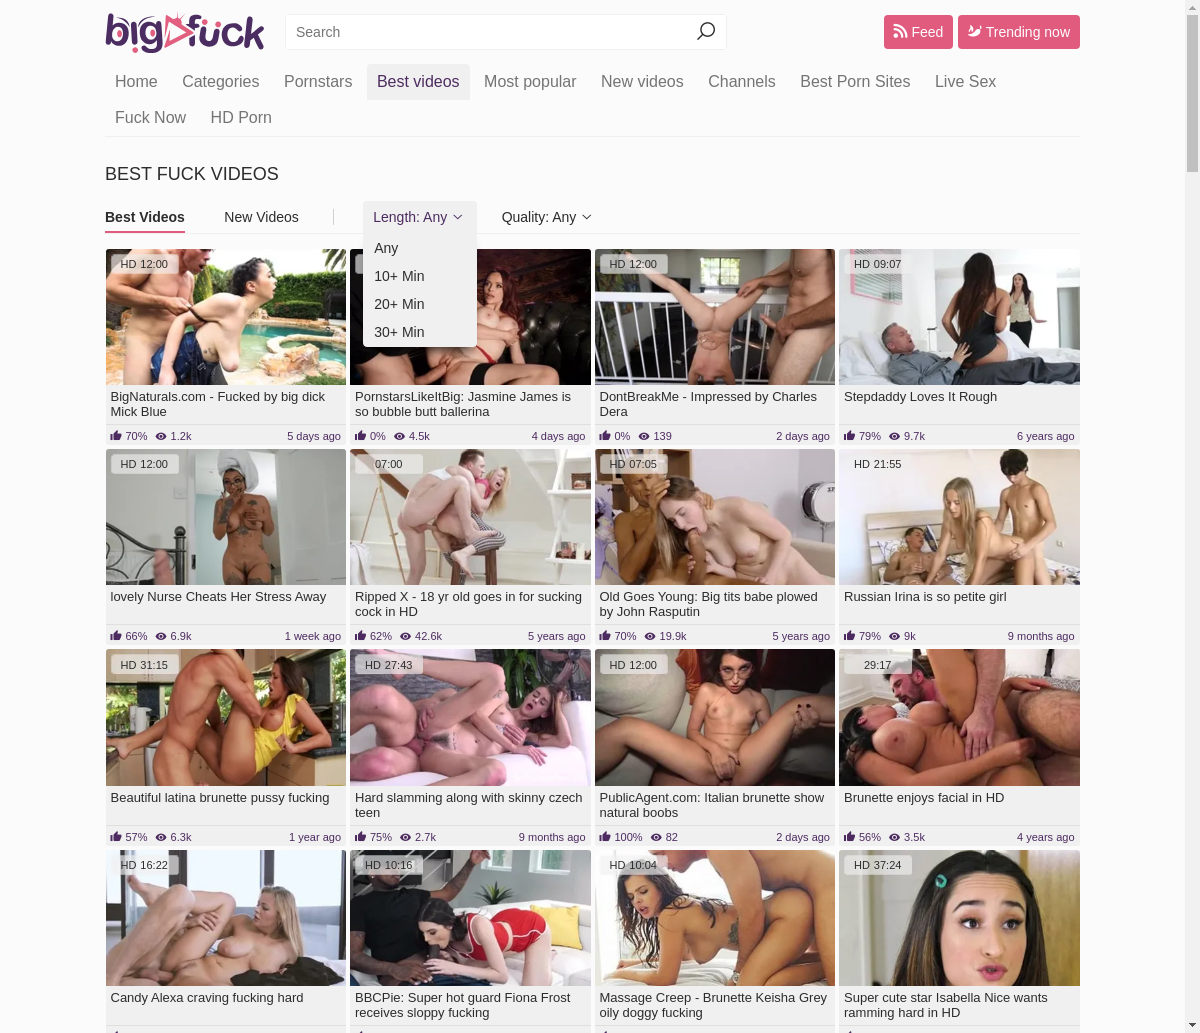 bigfuck
Search
Feed
Trending now
Home Categories Pornstars Best videos Most popular New videos Channels Best Porn Sites Live Sex
Fuck Now HD Porn
BEST FUCK VIDEOS
Best Videos New Videos Length: Any Quality: Any
Any
10+ Min
20+ Min
30+ Min
HD 12:00
HD 12:00
HD 09:07
BigNaturals.com - Fucked by big dick
Mick Blue
70% 1.2k 5 days ago
PornstarsLikeItBig: Jasmine James is
so bubble butt ballerina
0% 4.5k 4 days ago
DontBreakMe - Impressed by Charles
Dera
0% 139 2 days ago
Stepdaddy Loves It Rough
79% 9.7k 6 years ago
HD 12:00
07:00
HD 07:05
HD 21:55
lovely Nurse Cheats Her Stress Away
66% 6.9k 1 week ago
Ripped X - 18 yr old goes in for sucking
cock in HD
62% 42.6k 5 years ago
Old Goes Young: Big tits babe plowed
by John Rasputin
70% 19.9k 5 years ago
Russian Irina is so petite girl
79% 9k 9 months ago
HD 31:15
HD 27:43
HD 12:00
29:17
Beautiful latina brunette pussy fucking
57% 6.3k 1 year ago
Hard slamming along with skinny czech
teen
75% 2.7k 9 months ago
PublicAgent.com: Italian brunette show
natural boobs
100% 82 2 days ago
Brunette enjoys facial in HD
56% 3.5k 4 years ago
HD 16:22
HD 10:16
HD 10:04
HD 37:24
Candy Alexa craving fucking hard
BBCPie: Super hot guard Fiona Frost
receives sloppy fucking
Massage Creep - Brunette Keisha Grey
oily doggy fucking
Super cute star Isabella Nice wants
ramming hard in HD